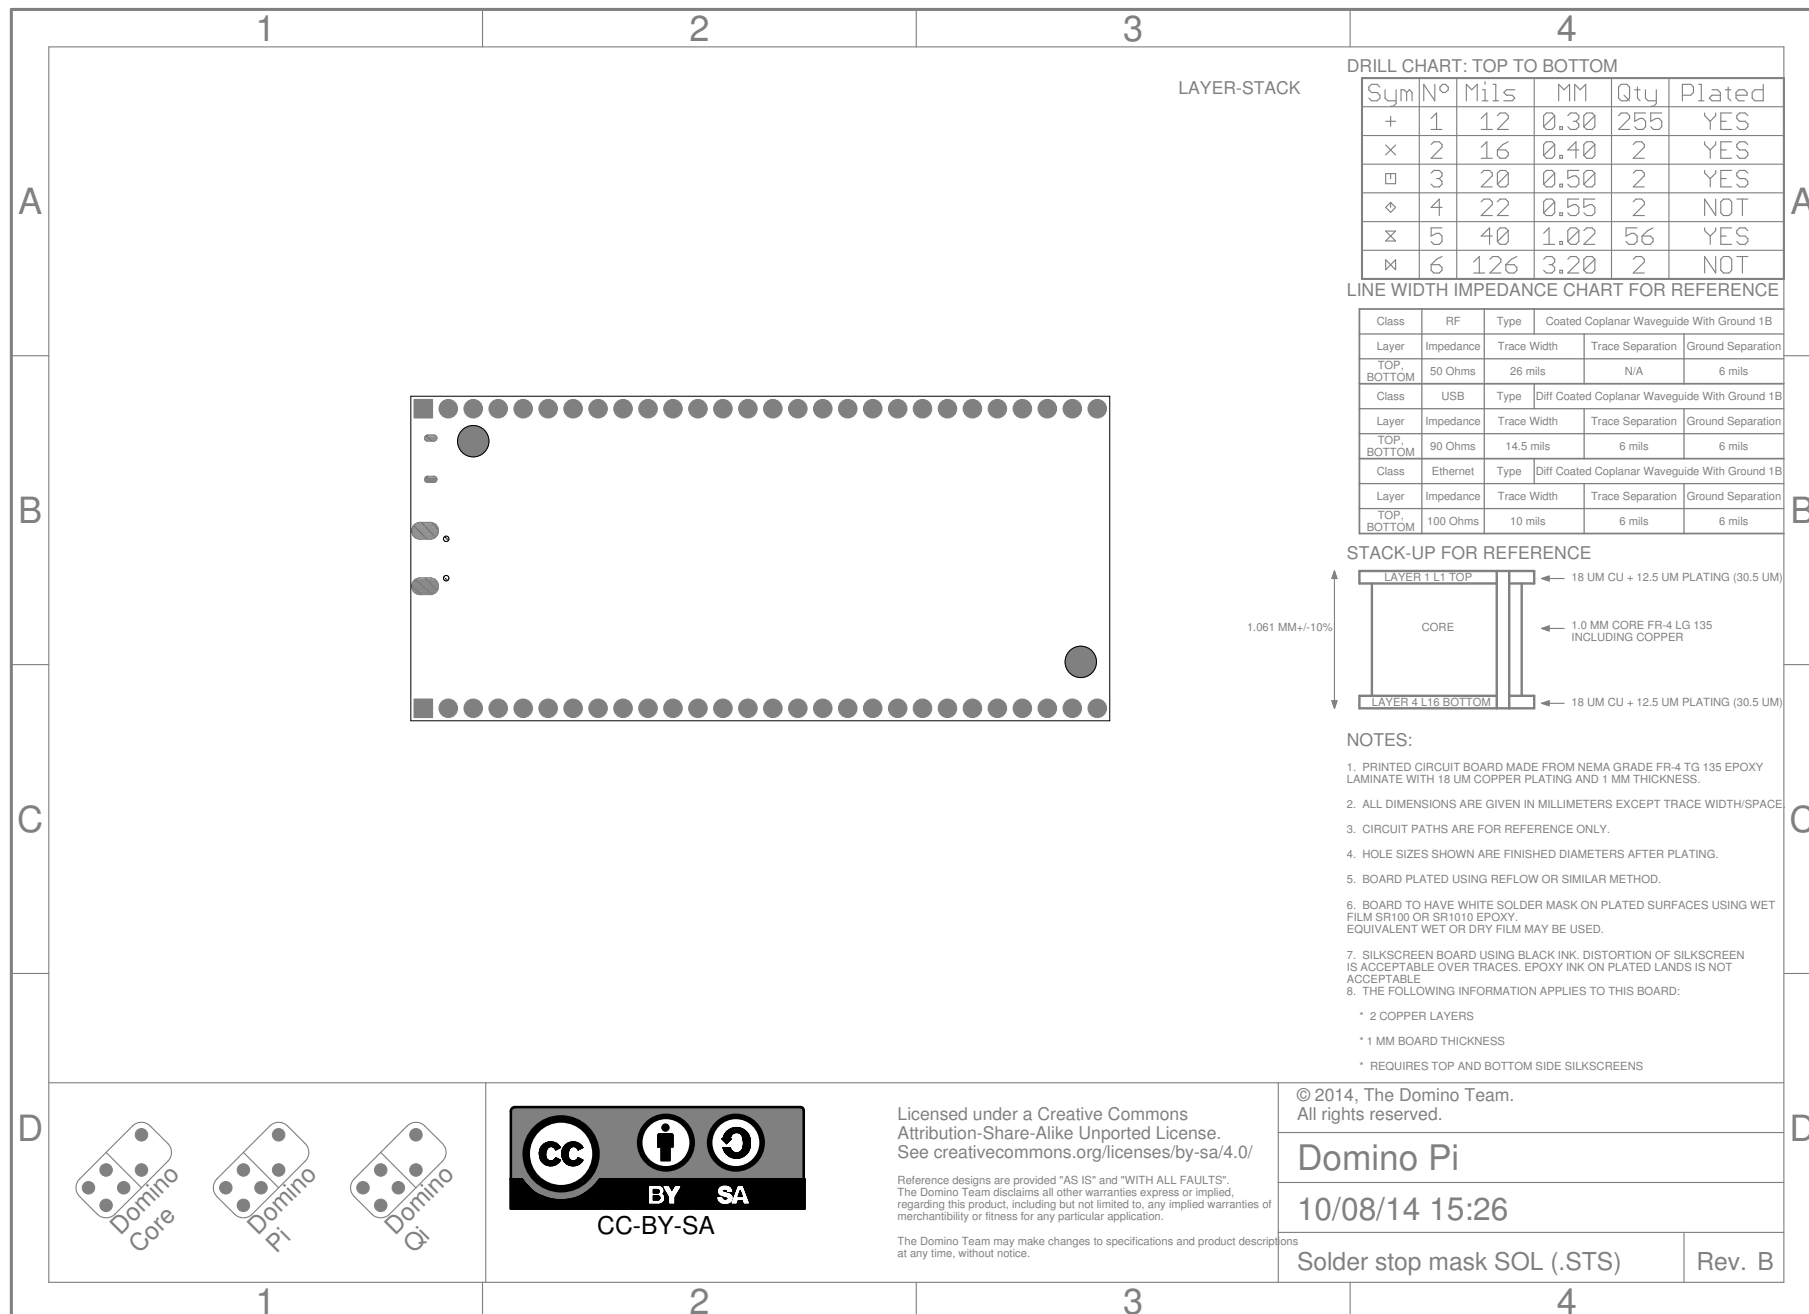 1 2 3 4
A A
B B
C C
D D
LAYER-STACK
DRILL CHART: TOP TO BOTTOM
Sym N° Mils MM Qty Plated
+ 1 12 0.30 255 YES
× 2 16 0.40 2 YES
3 20 0.50 2 YES
4 22 0.55 2 NOT
5 40 1.02 56 YES
6 126 3.20 2 NOT
LINE WIDTH IMPEDANCE CHART FOR REFERENCE
Class RF Type Coated Coplanar Waveguide With Ground 1B
Layer Impedance Trace Width Trace Separation Ground Separation
TOP, BOTTOM 50 Ohms 26 mils N/A 6 mils
Class USB Type Diff Coated Coplanar Waveguide With Ground 1B
Layer Impedance Trace Width Trace Separation Ground Separation
TOP, BOTTOM 90 Ohms 14.5 mils 6 mils 6 mils
Class Ethernet Type Diff Coated Coplanar Waveguide With Ground 1B
Layer Impedance Trace Width Trace Separation Ground Separation
TOP, BOTTOM 100 Ohms 10 mils 6 mils 6 mils
STACK-UP FOR REFERENCE
LAYER 1 L1 TOP
18 UM CU + 12.5 UM PLATING (30.5 UM)
1.061 MM+/-10%
CORE
1.0 MM CORE FR-4 LG 135
INCLUDING COPPER
LAYER 4 L16 BOTTOM
18 UM CU + 12.5 UM PLATING (30.5 UM)
NOTES:
1. PRINTED CIRCUIT BOARD MADE FROM NEMA GRADE FR-4 TG 135 EPOXY
LAMINATE WITH 18 UM COPPER PLATING AND 1 MM THICKNESS.
2. ALL DIMENSIONS ARE GIVEN IN MILLIMETERS EXCEPT TRACE WIDTH/SPACE.
3. CIRCUIT PATHS ARE FOR REFERENCE ONLY.
4. HOLE SIZES SHOWN ARE FINISHED DIAMETERS AFTER PLATING.
5. BOARD PLATED USING REFLOW OR SIMILAR METHOD.
6. BOARD TO HAVE WHITE SOLDER MASK ON PLATED SURFACES USING WET
FILM SR100 OR SR1010 EPOXY.
EQUIVALENT WET OR DRY FILM MAY BE USED.
7. SILKSCREEN BOARD USING BLACK INK. DISTORTION OF SILKSCREEN
IS ACCEPTABLE OVER TRACES. EPOXY INK ON PLATED LANDS IS NOT
ACCEPTABLE
8. THE FOLLOWING INFORMATION APPLIES TO THIS BOARD:
* 2 COPPER LAYERS
* 1 MM BOARD THICKNESS
* REQUIRES TOP AND BOTTOM SIDE SILKSCREENS
Domino
Core
Domino
Pi
Domino
Qi
cc
BY SA
CC-BY-SA
Licensed under a Creative Commons
Attribution-Share-Alike Unported License.
See creativecommons.org/licenses/by-sa/4.0/
Reference designs are provided "AS IS" and "WITH ALL FAULTS".
The Domino Team disclaims all other warranties express or implied,
regarding this product, including but not limited to, any implied warranties of
merchantibility or fitness for any particular application.
The Domino Team may make changes to specifications and product descriptions
at any time, without notice.
© 2014, The Domino Team.
All rights reserved.
Domino Pi
10/08/14 15:26
Solder stop mask SOL (.STS)
Rev. B
1 2 3 4